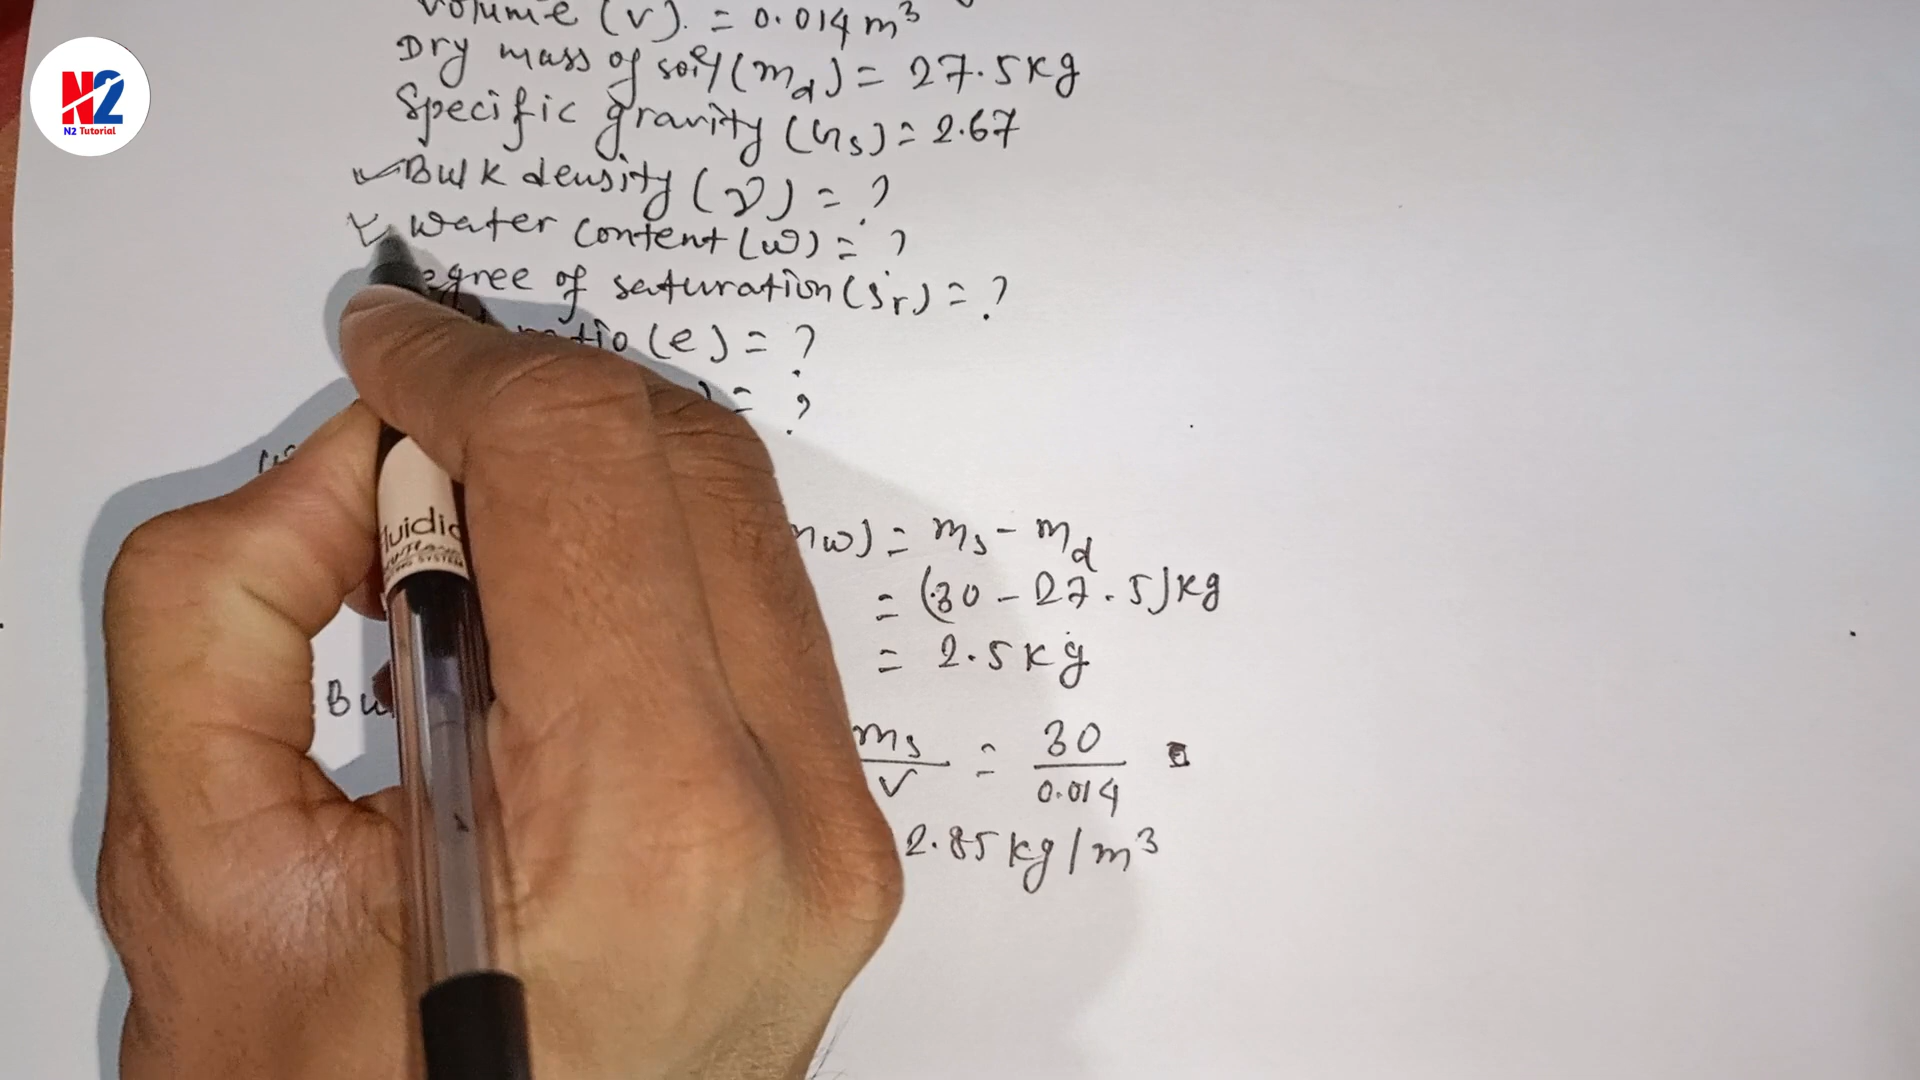 Volume (V) = 0.014 m³
N2
N2 Tutorial
Dry mass of soil (md) = 27.5 kg
Specific gravity (Gs) = 2.67
Bulk density (γ) = ?
Water content (w) = ?
egree of saturation (Sr) = ?
ratio (e) = ?
) = ?
mw) = ms - md
= (30 - 27.5) kg
= 2.5 kg
Bu
ms/V = 30/0.014
2.85 kg/m³